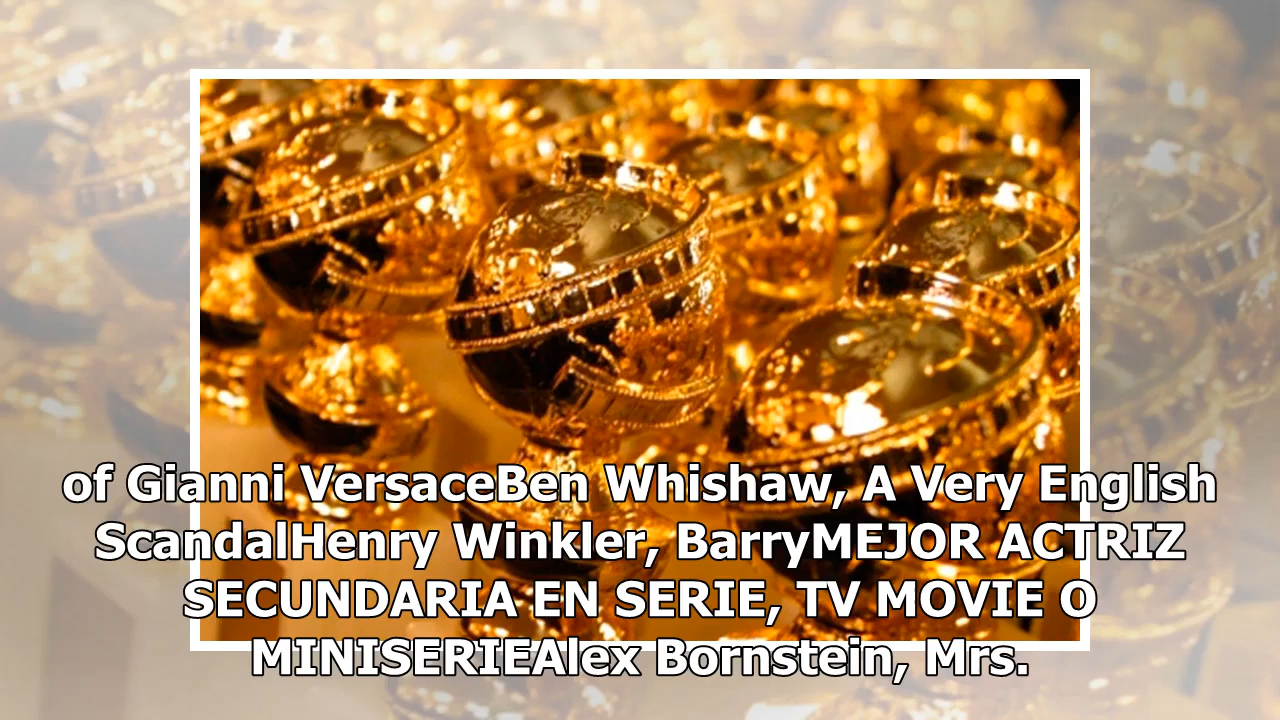 of Gianni VersaceBen Whishaw, A Very English
ScandalHenry Winkler, BarryMEJOR ACTRIZ
SECUNDARIA EN SERIE, TV MOVIE O
MINISERIEAlex Bornstein, Mrs.